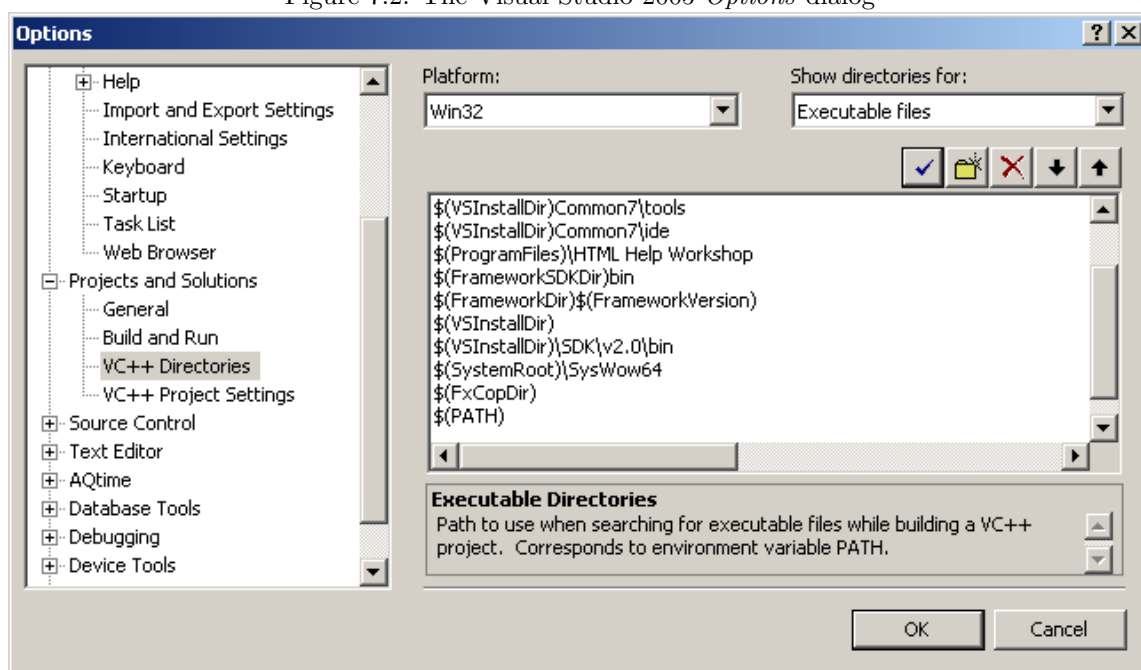 Figure 7.2: The Visual Studio 2005 Options dialog
Options
Help
Import and Export Settings
International Settings
Keyboard
Startup
Task List
Web Browser
Projects and Solutions
General
Build and Run
VC++ Directories
VC++ Project Settings
Source Control
Text Editor
AQtime
Database Tools
Debugging
Device Tools
Platform:
Win32
Show directories for:
Executable files
$(VSInstallDir)Common7\tools
$(VSInstallDir)Common7\ide
$(ProgramFiles)\HTML Help Workshop
$(FrameworkSDKDir)bin
$(FrameworkDir)$(FrameworkVersion)
$(VSInstallDir)
$(VSInstallDir)\SDK\v2.0\bin
$(SystemRoot)\SysWow64
$(FxCopDir)
$(PATH)
Executable Directories
Path to use when searching for executable files while building a VC++
project. Corresponds to environment variable PATH.
OK
Cancel